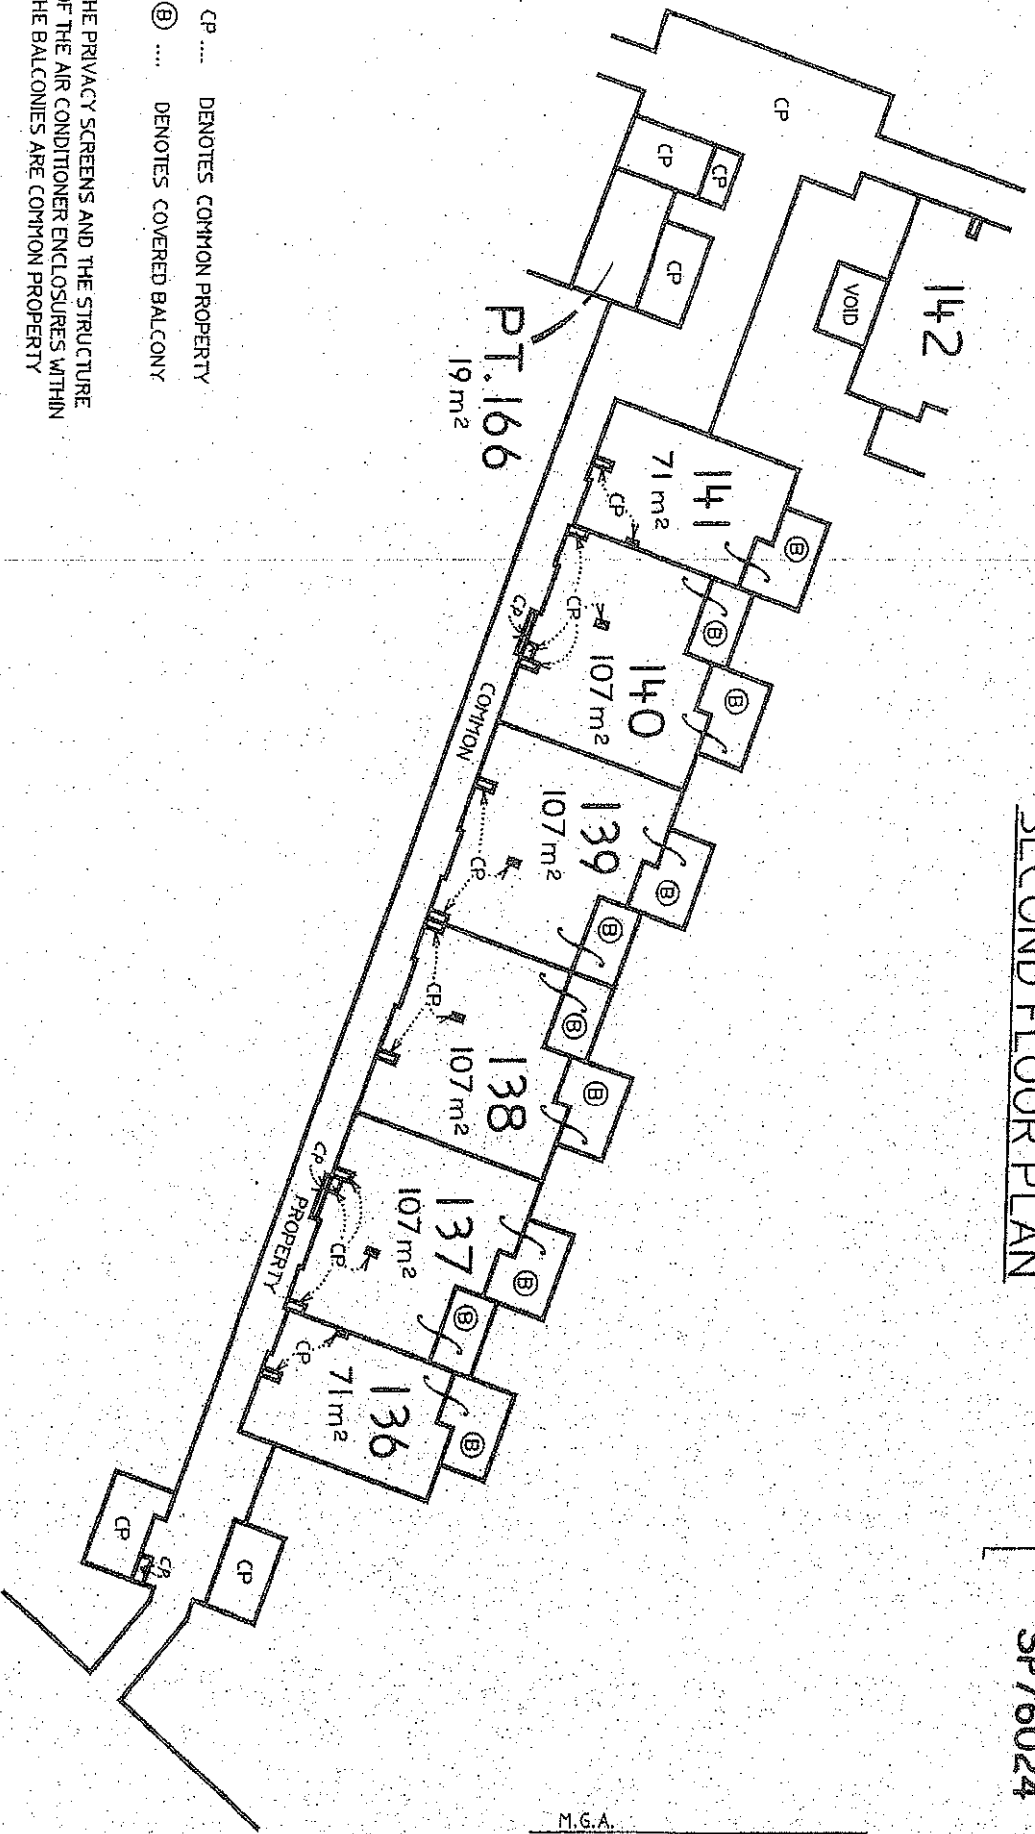 SECOND FLOOR PLAN
SP76024
142
VOID
CP
CP
CP
CP
PT.166
19 m²
141
71 m²
CP
Ⓑ
140
107 m²
CP
CP
Ⓑ
Ⓑ
139
107 m²
CP
Ⓑ
Ⓑ
138
107 m²
CP
Ⓑ
Ⓑ
137
107 m²
CP
CP
Ⓑ
Ⓑ
136
71 m²
CP
Ⓑ
COMMON
PROPERTY
CP
CP
CP
M.G.A.
CP .... DENOTES COMMON PROPERTY
Ⓑ .... DENOTES COVERED BALCONY
HE PRIVACY SCREENS AND THE STRUCTURE
OF THE AIR CONDITIONER ENCLOSURES WITHIN
HE BALCONIES ARE COMMON PROPERTY